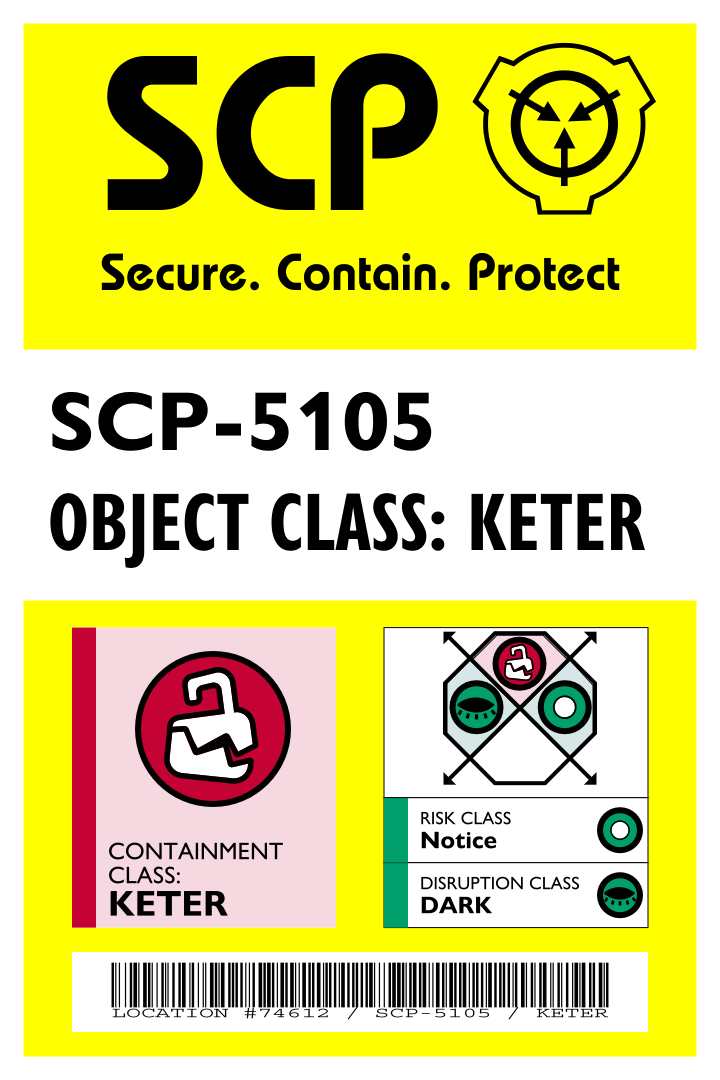 SCP
Secure. Contain. Protect
SCP-5105
OBJECT CLASS: KETER
CONTAINMENT
CLASS:
KETER
RISK CLASS
Notice
DISRUPTION CLASS
DARK
LOCATION #74612 / SCP-5105 / KETER